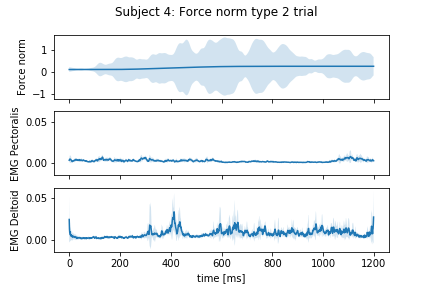 Subject 4: Force norm type 2 trial
Force norm
1
0
−1
EMG Pectoralis
0.05
0.00
EMG Deltoid
0.05
0.00
0 200 400 600 800 1000 1200
time [ms]